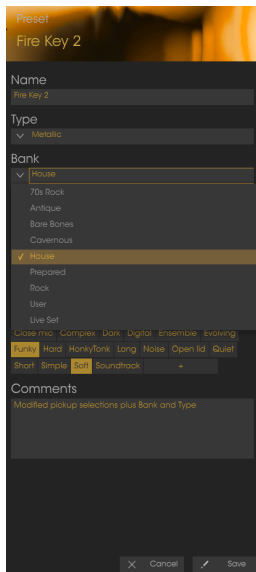 Preset
Fire Key 2
Name
Fire Key 2
Type
Metallic
Bank
House
70s Rock
Antique
Bare Bones
Cavernous
House
Prepared
Rock
User
Live Set
Close mic Complex Dark Digital Ensemble Evolving
Funky Hard HonkyTonk Long Noise Open lid Quiet
Short Simple Soft Soundtrack +
Comments
Modified pickup selections plus Bank and Type
Cancel Save